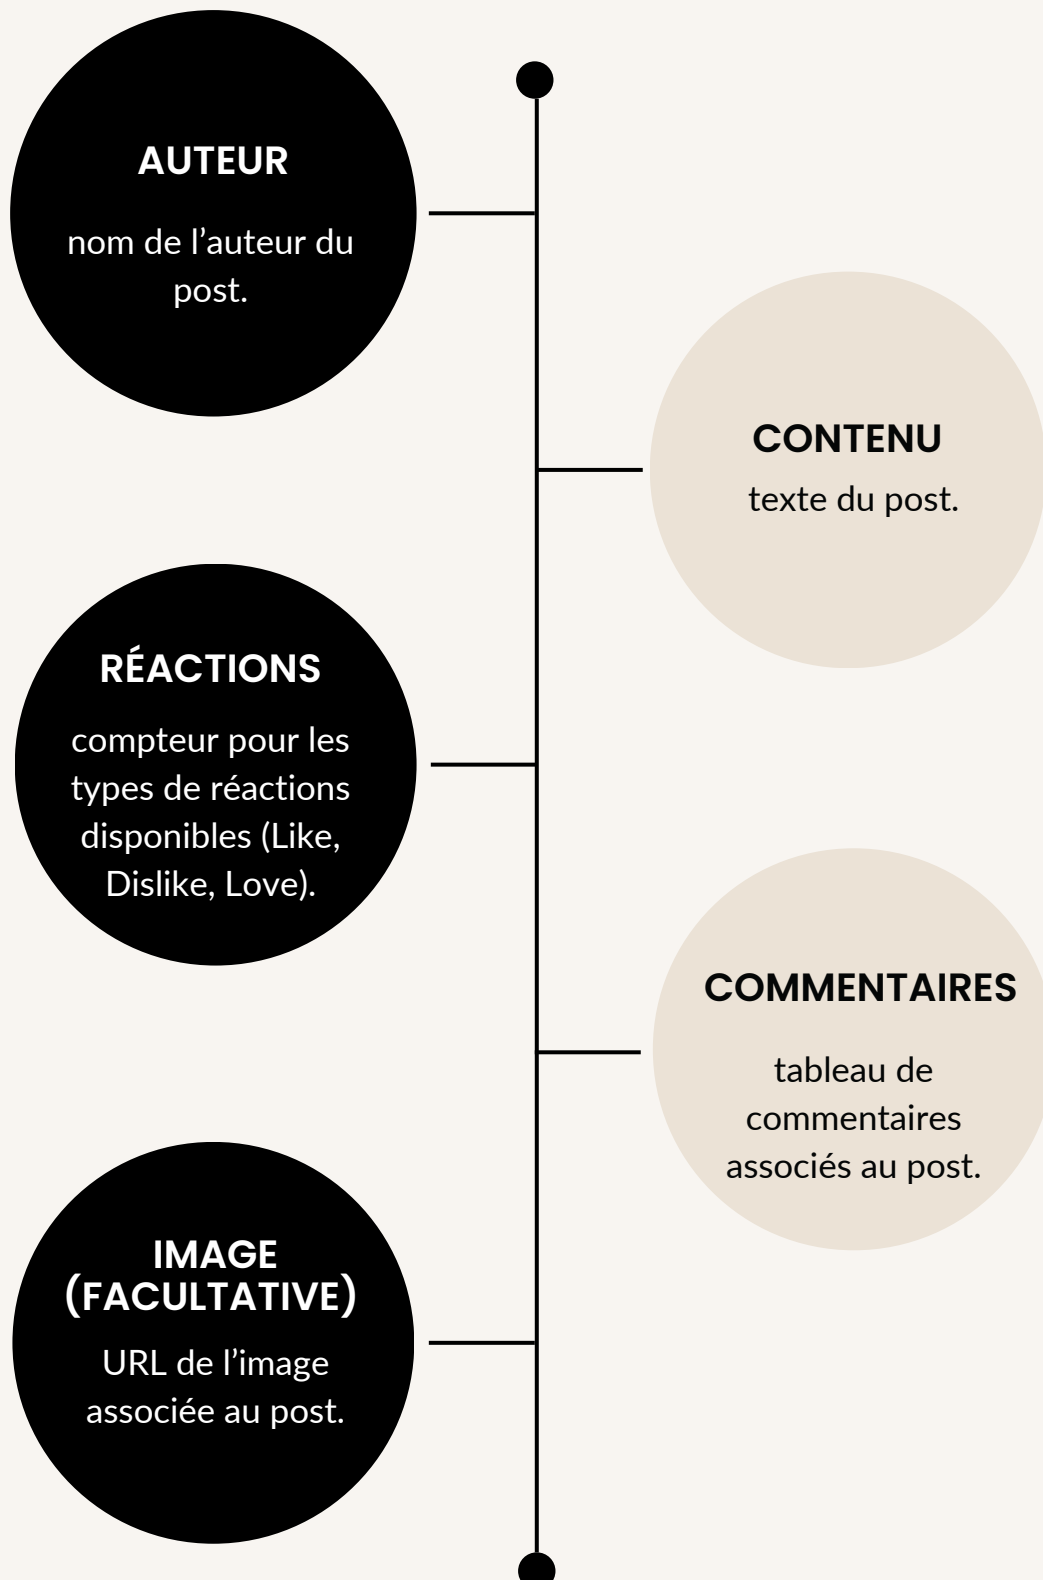 AUTEUR
nom de l’auteur du
post.
CONTENU
texte du post.
RÉACTIONS
compteur pour les
types de réactions
disponibles (Like,
Dislike, Love).
COMMENTAIRES
tableau de
commentaires
associés au post.
IMAGE
(FACULTATIVE)
URL de l’image
associée au post.